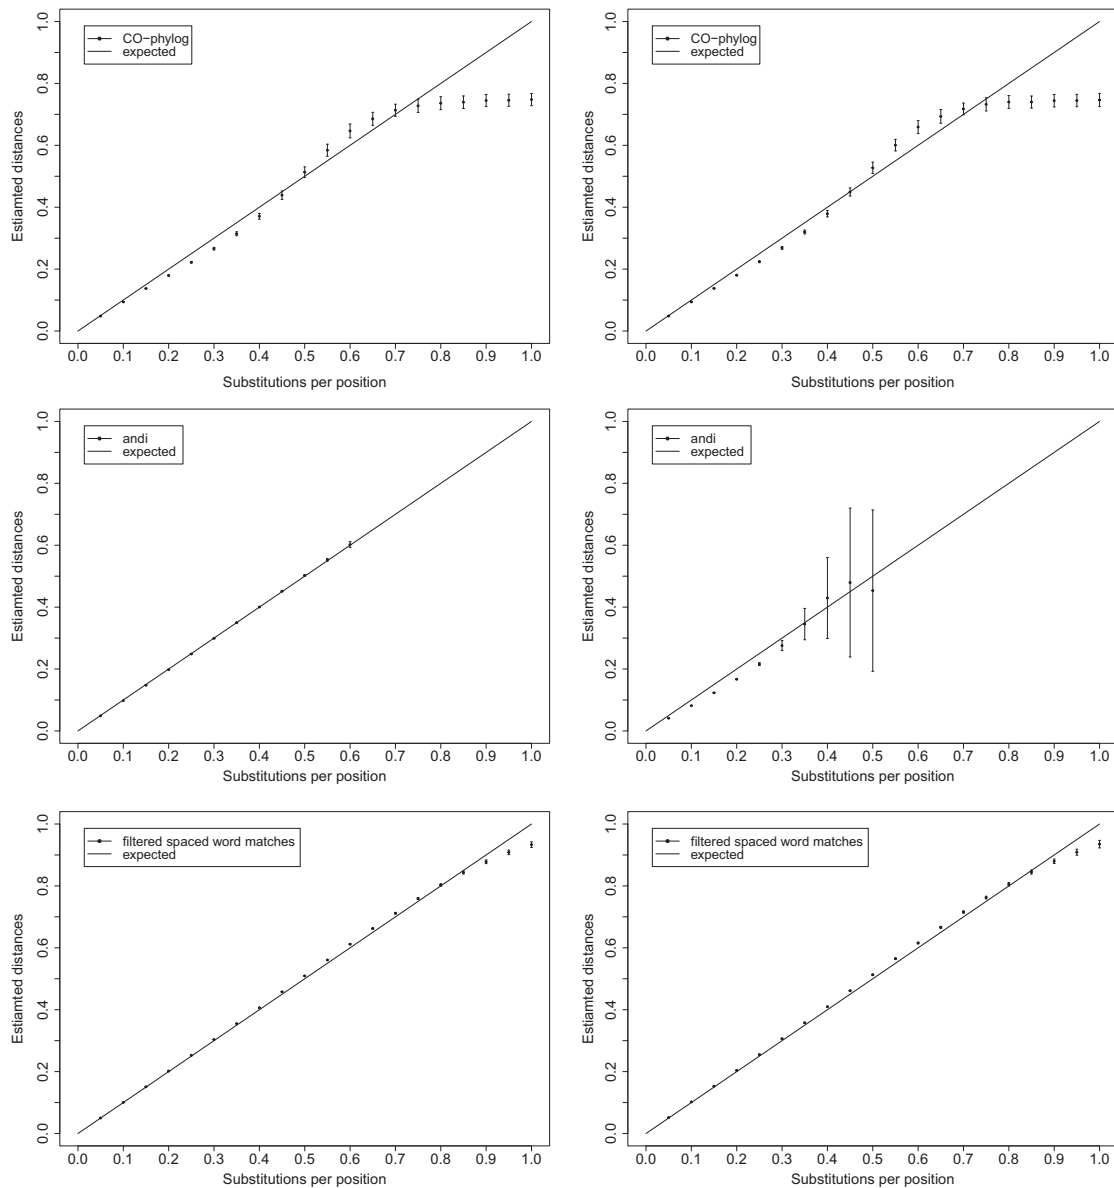 CO−phylog
expected
Estiamted distances
0.0 0.2 0.4 0.6 0.8 1.0
0.0 0.1 0.2 0.3 0.4 0.5 0.6 0.7 0.8 0.9 1.0
Substitutions per position
CO−phylog
expected
Estiamted distances
0.0 0.2 0.4 0.6 0.8 1.0
0.0 0.1 0.2 0.3 0.4 0.5 0.6 0.7 0.8 0.9 1.0
Substitutions per position
andi
expected
Estiamted distances
0.0 0.2 0.4 0.6 0.8 1.0
0.0 0.1 0.2 0.3 0.4 0.5 0.6 0.7 0.8 0.9 1.0
Substitutions per position
andi
expected
Estiamted distances
0.0 0.2 0.4 0.6 0.8 1.0
0.0 0.1 0.2 0.3 0.4 0.5 0.6 0.7 0.8 0.9 1.0
Substitutions per position
filtered spaced word matches
expected
Estiamted distances
0.0 0.2 0.4 0.6 0.8 1.0
0.0 0.1 0.2 0.3 0.4 0.5 0.6 0.7 0.8 0.9 1.0
Substitutions per position
filtered spaced word matches
expected
Estiamted distances
0.0 0.2 0.4 0.6 0.8 1.0
0.0 0.1 0.2 0.3 0.4 0.5 0.6 0.7 0.8 0.9 1.0
Substitutions per position